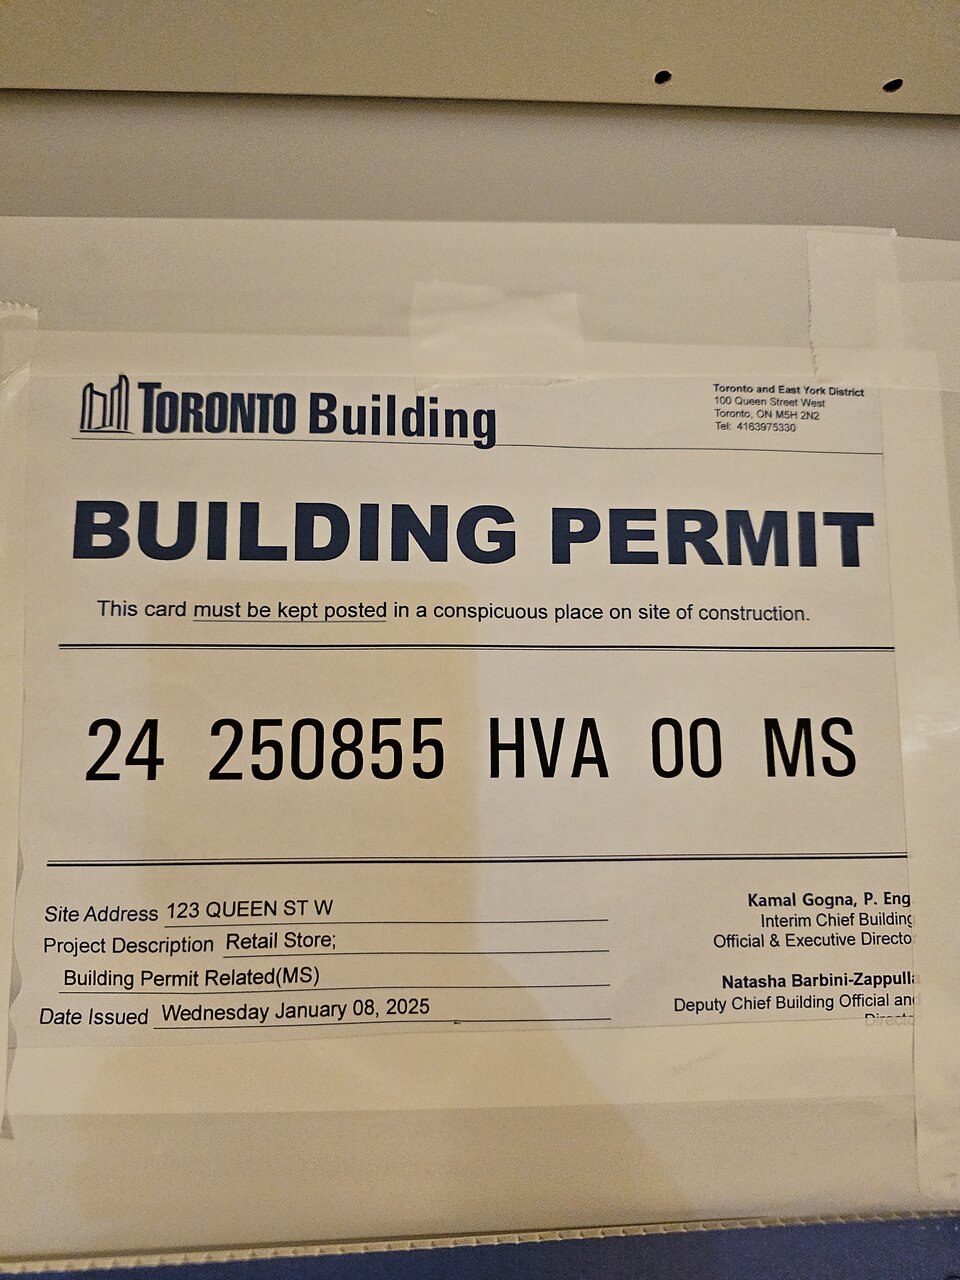 TORONTO Building
Toronto and East York District
100 Queen Street West
Toronto, ON M5H 2N2
Tel: 4163975330
BUILDING PERMIT
This card must be kept posted in a conspicuous place on site of construction.
24 250855 HVA 00 MS
Site Address 123 QUEEN ST W
Project Description Retail Store;
Building Permit Related(MS)
Date Issued Wednesday January 08, 2025
Kamal Gogna, P. Eng
Interim Chief Building
Official & Executive Directo
Natasha Barbini-Zappulla
Deputy Chief Building Official and